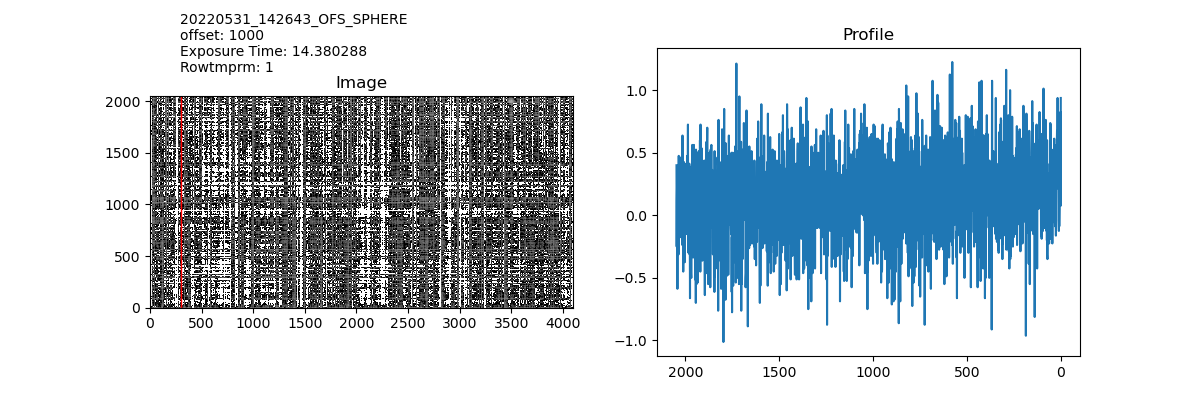 20220531_142643_OFS_SPHERE
offset: 1000
Exposure Time: 14.380288
Rowtmprm: 1
Image
2000
1500
1000
500
0
0 500 1000 1500 2000 2500 3000 3500 4000
Profile
1.0
0.5
0.0
−0.5
−1.0
2000 1500 1000 500 0